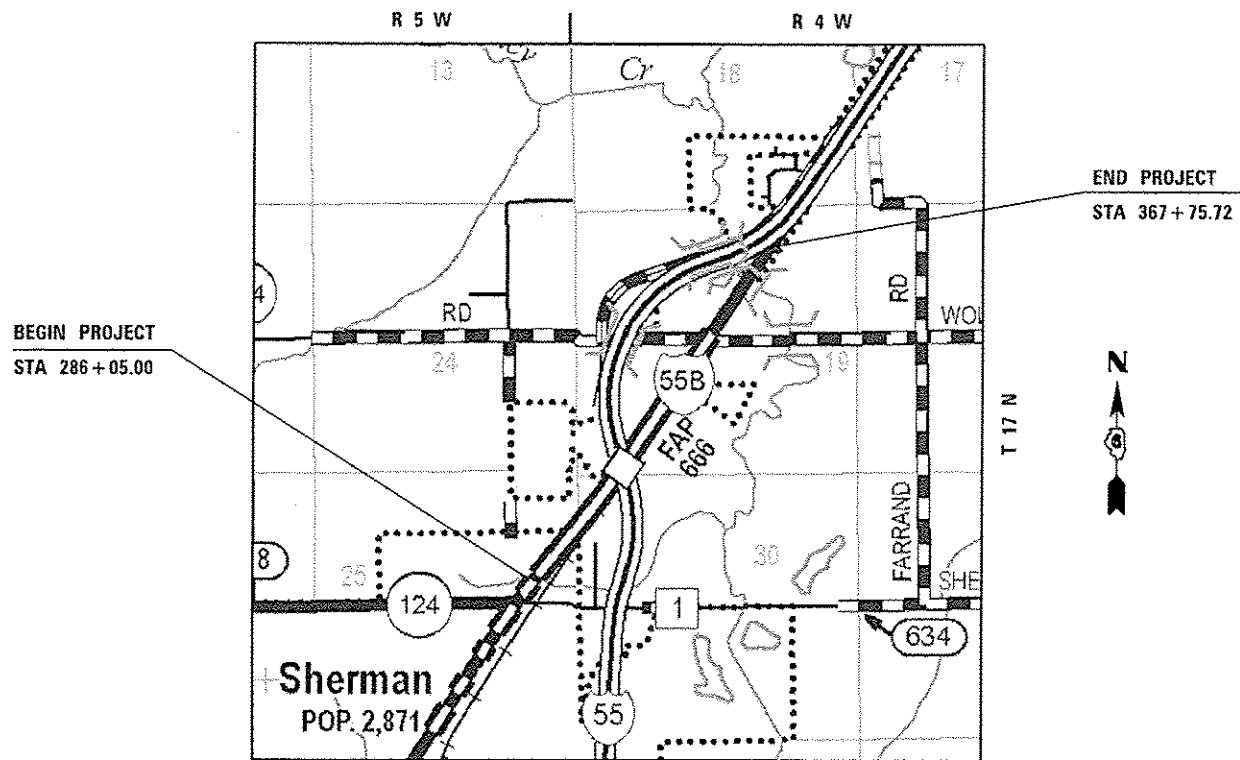 R 5 W
R 4 W
13
Cr
18
17
END PROJECT
STA 367+75.72
4
RD
RD
WOL
BEGIN PROJECT
STA 286+05.00
24
19
55B
N
FAP
666
T 17 N
FARRAND
8
25
30
SHE
124
1
634
Sherman
POP. 2,871
55